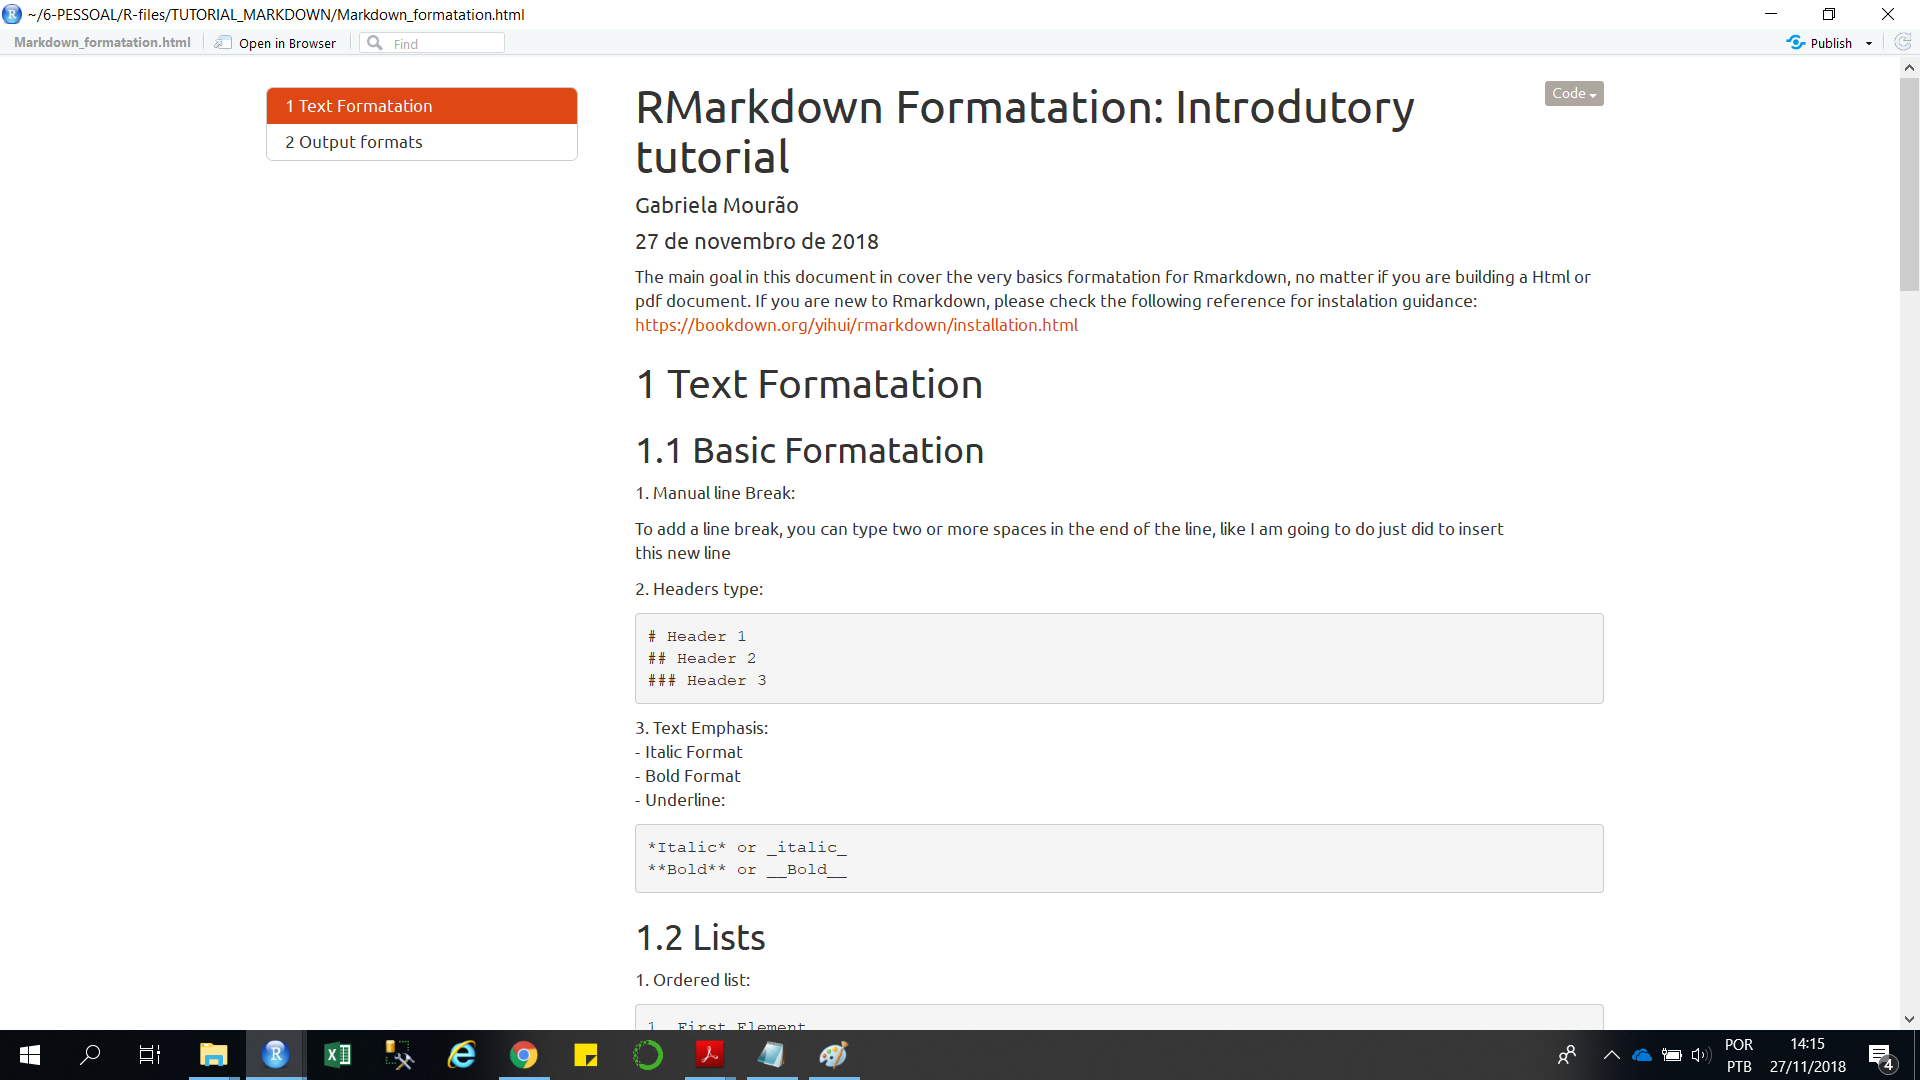 ~/6-PESSOAL/R-files/TUTORIAL_MARKDOWN/Markdown_formatation.html
Markdown_formatation.html
Open in Browser
Find
Publish
1 Text Formatation
2 Output formats
Code
RMarkdown Formatation: Introdutory
tutorial
Gabriela Mourão
27 de novembro de 2018
The main goal in this document in cover the very basics formatation for Rmarkdown, no matter if you are building a Html or
pdf document. If you are new to Rmarkdown, please check the following reference for instalation guidance:
https://bookdown.org/yihui/rmarkdown/installation.html
1 Text Formatation
1.1 Basic Formatation
1. Manual line Break:
To add a line break, you can type two or more spaces in the end of the line, like I am going to do just did to insert
this new line
2. Headers type:
# Header 1
## Header 2
### Header 3
3. Text Emphasis:
- Italic Format
- Bold Format
- Underline:
*Italic* or _italic_
**Bold** or __Bold__
1.2 Lists
1. Ordered list:
1. First Element
POR
PTB
14:15
27/11/2018
4